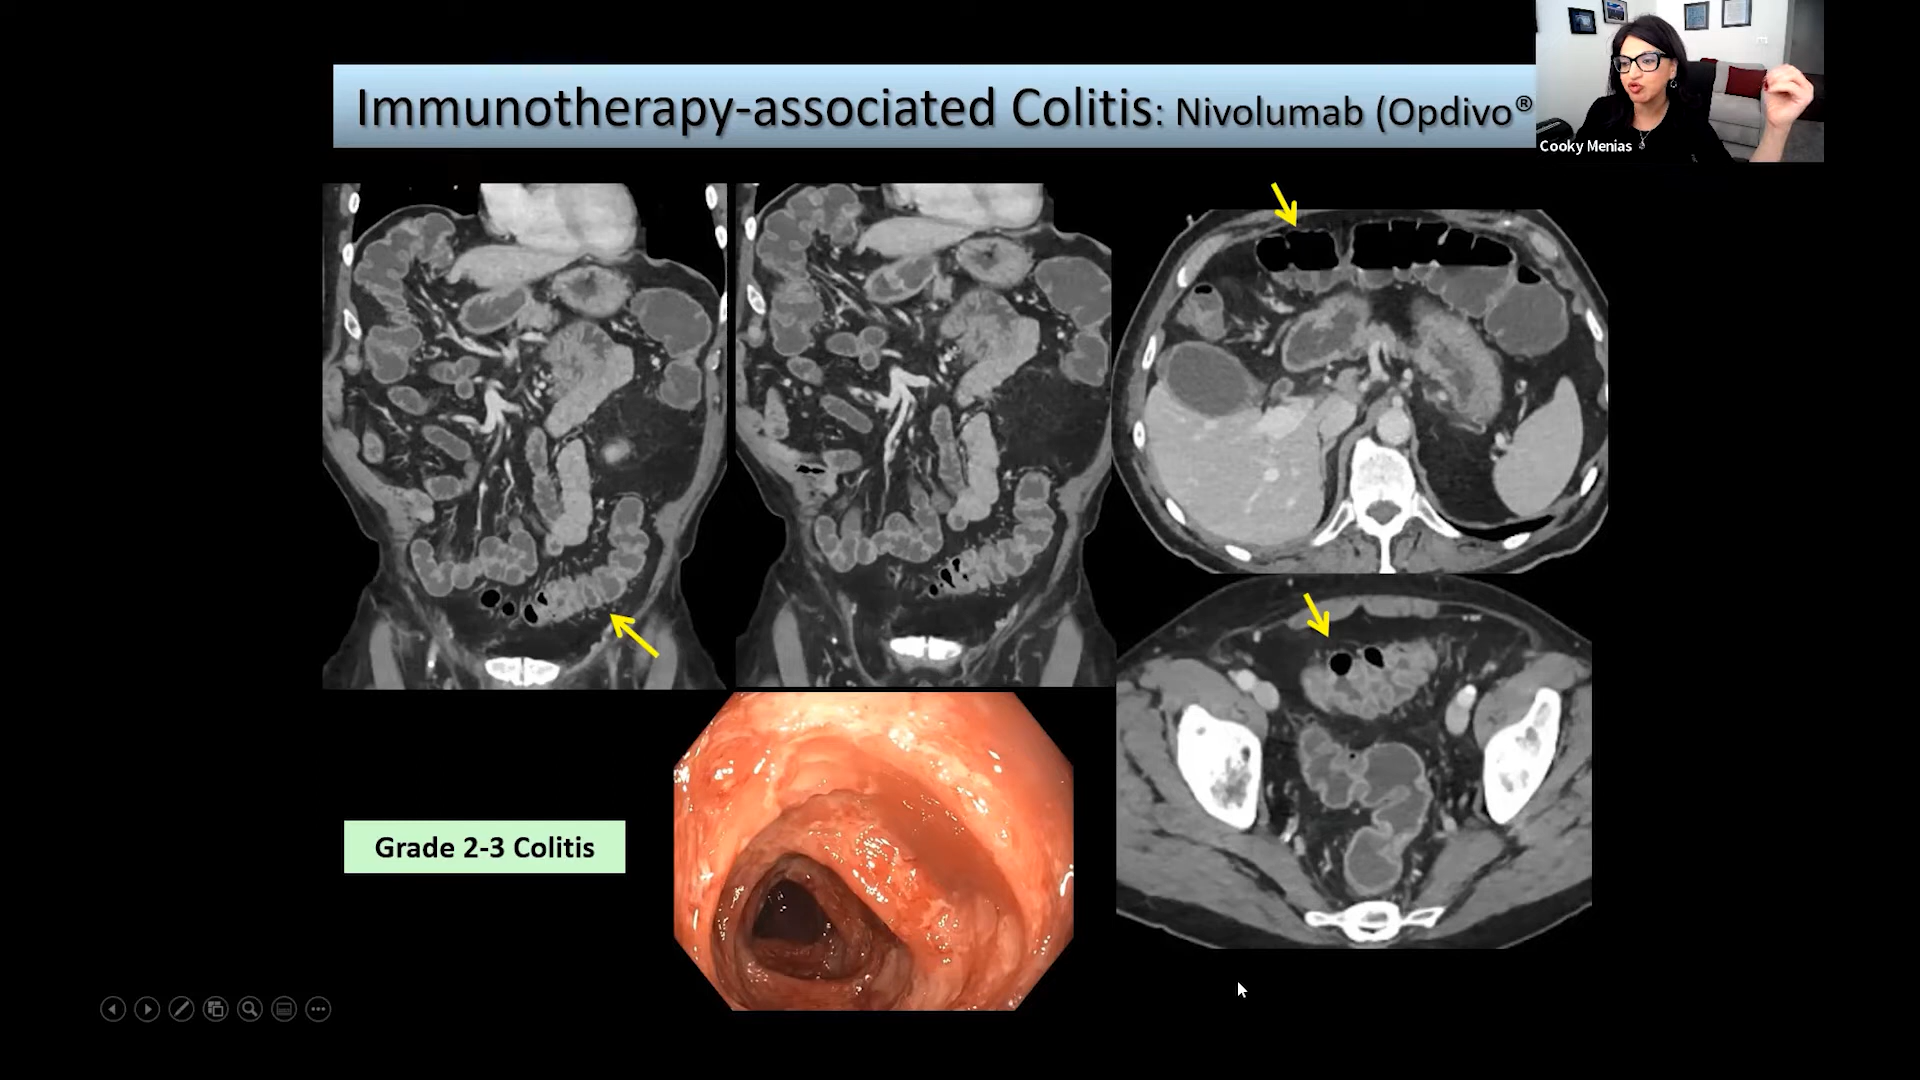 Immunotherapy-associated Colitis: Nivolumab (Opdivo®
Cooky Menias
Grade 2-3 Colitis